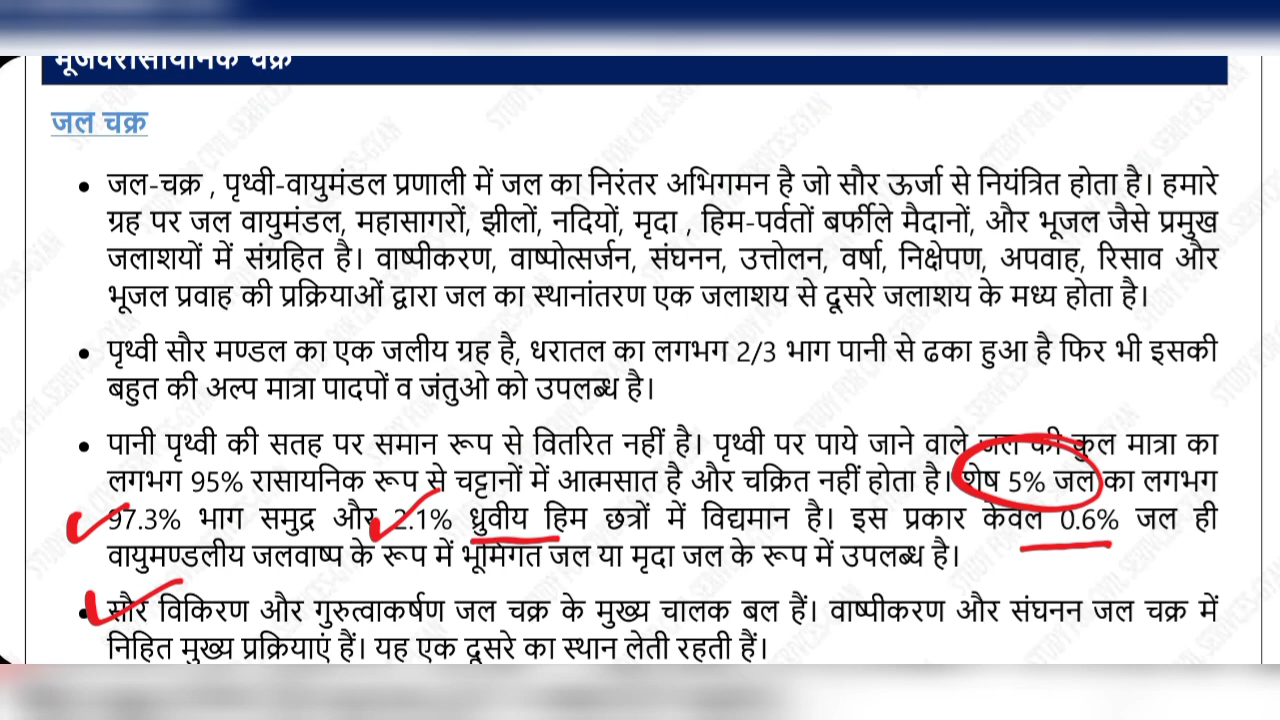 भूजैवरासायनिक चक्र
जल चक्र
• जल-चक्र , पृथ्वी-वायुमंडल प्रणाली में जल का निरंतर अभिगमन है जो सौर ऊर्जा से नियंत्रित होता है। हमारे
ग्रह पर जल वायुमंडल, महासागरों, झीलों, नदियों, मृदा , हिम-पर्वतों बर्फीले मैदानों, और भूजल जैसे प्रमुख
जलाशयों में संग्रहित है। वाष्पीकरण, वाष्पोत्सर्जन, संघनन, उत्तोलन, वर्षा, निक्षेपण, अपवाह, रिसाव और
भूजल प्रवाह की प्रक्रियाओं द्वारा जल का स्थानांतरण एक जलाशय से दूसरे जलाशय के मध्य होता है।
• पृथ्वी सौर मण्डल का एक जलीय ग्रह है, धरातल का लगभग 2/3 भाग पानी से ढका हुआ है फिर भी इसकी
बहुत की अल्प मात्रा पादपों व जंतुओ को उपलब्ध है।
• पानी पृथ्वी की सतह पर समान रूप से वितरित नहीं है। पृथ्वी पर पाये जाने वाले जल की कुल मात्रा का
लगभग 95% रासायनिक रूप से चट्टानों में आत्मसात है और चक्रित नहीं होता है। शेष 5% जल का लगभग
97.3% भाग समुद्र और 2.1% ध्रुवीय हिम छत्रों में विद्यमान है। इस प्रकार केवल 0.6% जल ही
वायुमण्डलीय जलवाष्प के रूप में भूमिगत जल या मृदा जल के रूप में उपलब्ध है।
• सौर विकिरण और गुरुत्वाकर्षण जल चक्र के मुख्य चालक बल हैं। वाष्पीकरण और संघनन जल चक्र में
निहित मुख्य प्रक्रियाएं हैं। यह एक दूसरे का स्थान लेती रहती हैं।